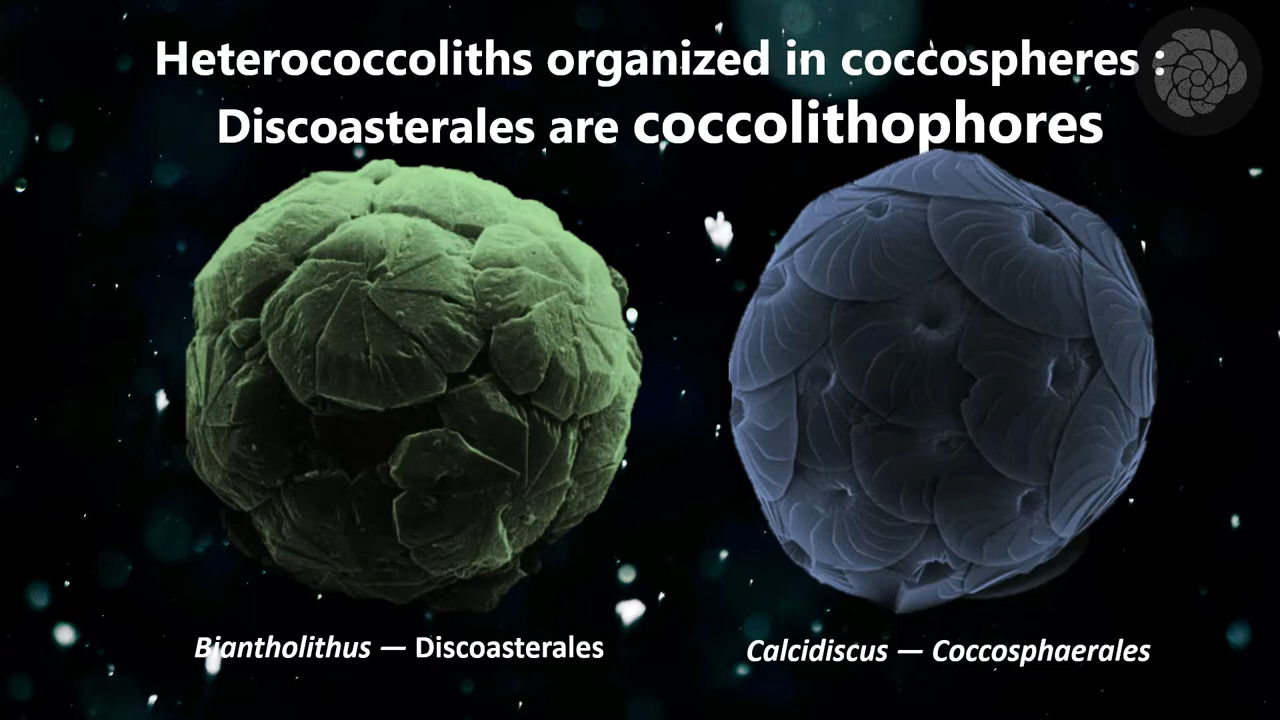 Heterococcoliths organized in coccospheres :
Discoasterales are coccolithophores
Biantholithus — Discoasterales
Calcidiscus — Coccosphaerales